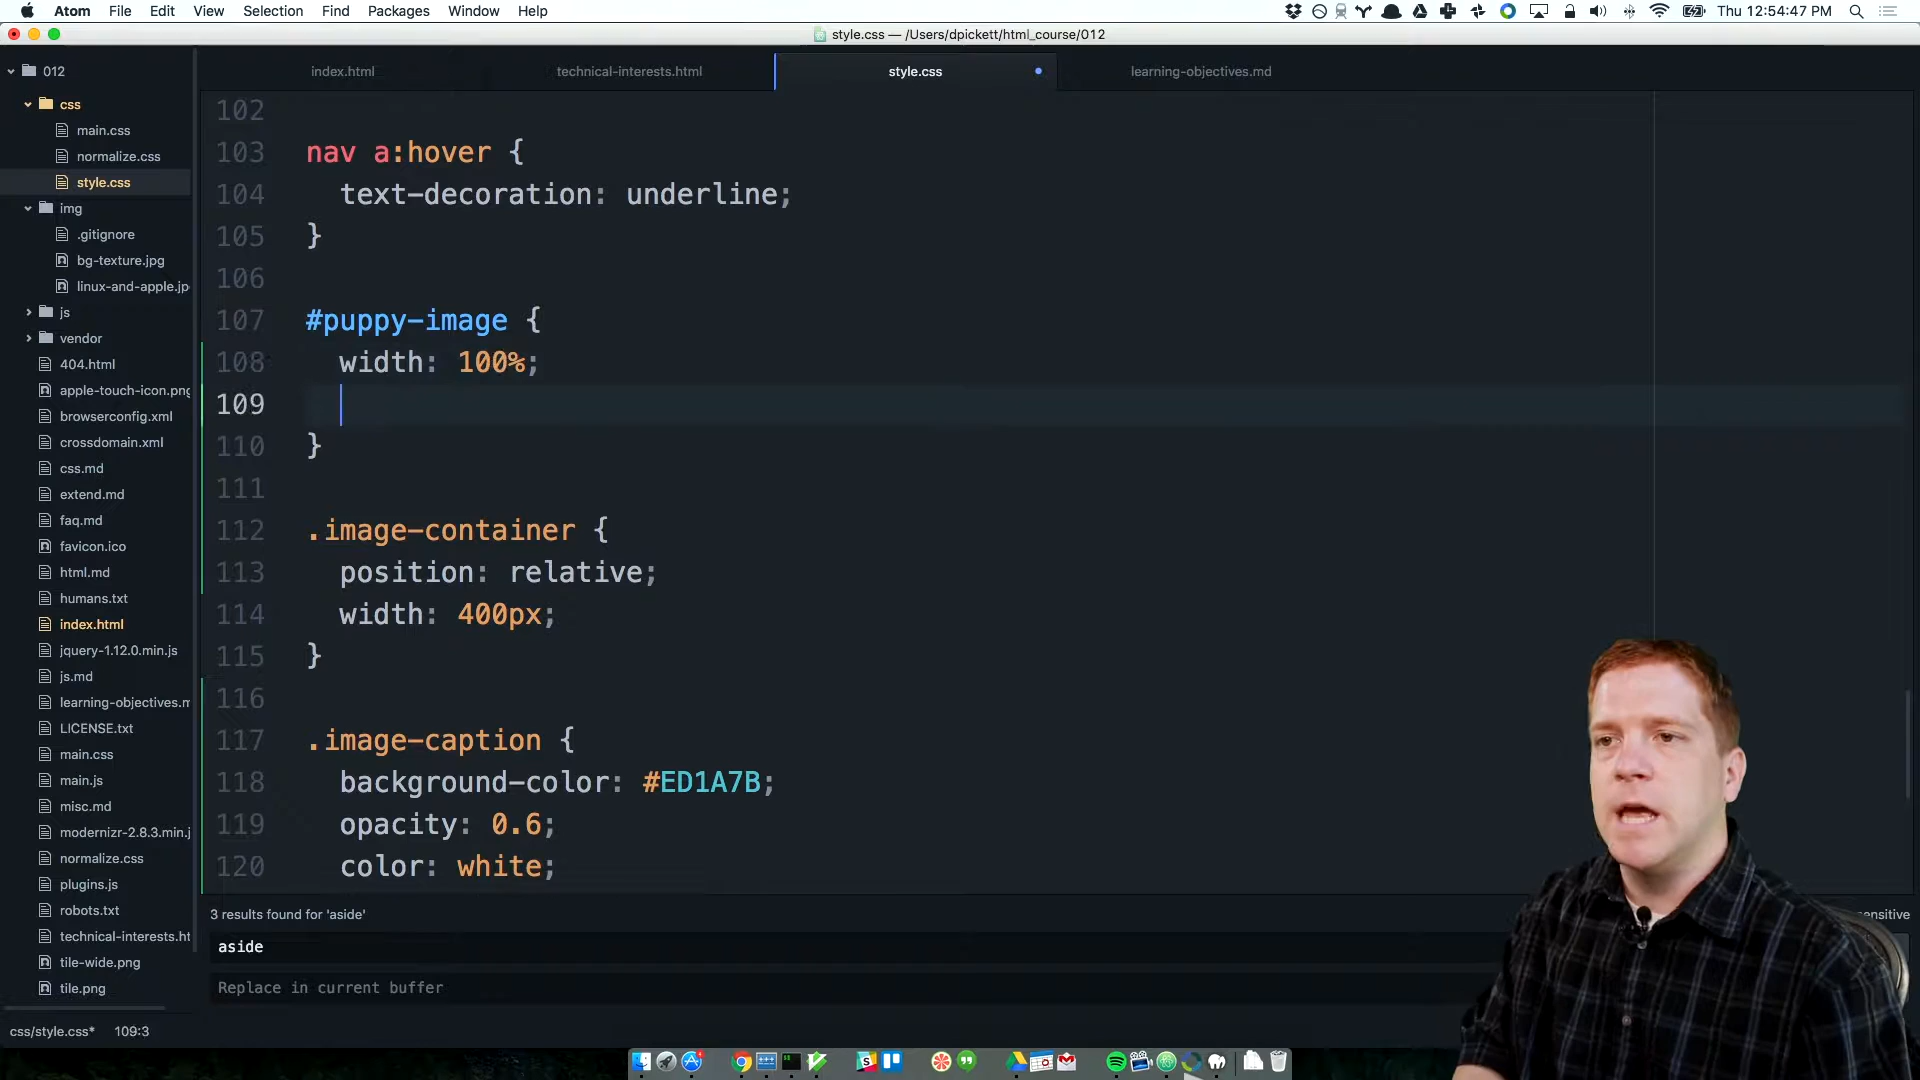 Atom File Edit View Selection Find Packages Window Help Thu 12:54:47 PM
style.css — /Users/dpickett/html_course/012
012
css
main.css
normalize.css
style.css
img
.gitignore
bg-texture.jpg
linux-and-apple.jp
js
vendor
404.html
apple-touch-icon.png
browserconfig.xml
crossdomain.xml
css.md
extend.md
faq.md
favicon.ico
html.md
humans.txt
index.html
jquery-1.12.0.min.js
js.md
learning-objectives.m
LICENSE.txt
main.css
main.js
misc.md
modernizr-2.8.3.min.j
normalize.css
plugins.js
robots.txt
technical-interests.ht
tile-wide.png
tile.png
index.html technical-interests.html style.css learning-objectives.md
102
103 nav a:hover {
104 text-decoration: underline;
105 }
106
107 #puppy-image {
108 width: 100%;
109
110 }
111
112 .image-container {
113 position: relative;
114 width: 400px;
115 }
116
117 .image-caption {
118 background-color: #ED1A7B;
119 opacity: 0.6;
120 color: white;
3 results found for 'aside' ensitive
aside
Replace in current buffer
css/style.css* 109:3